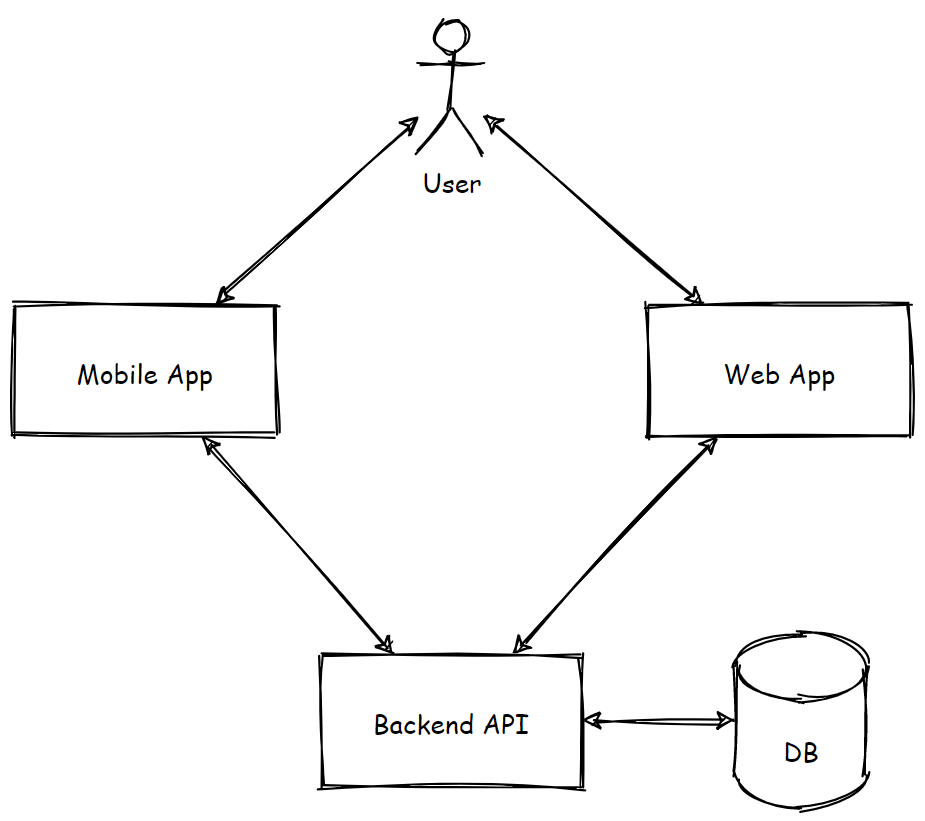 User
Mobile App
Web App
Backend API
DB